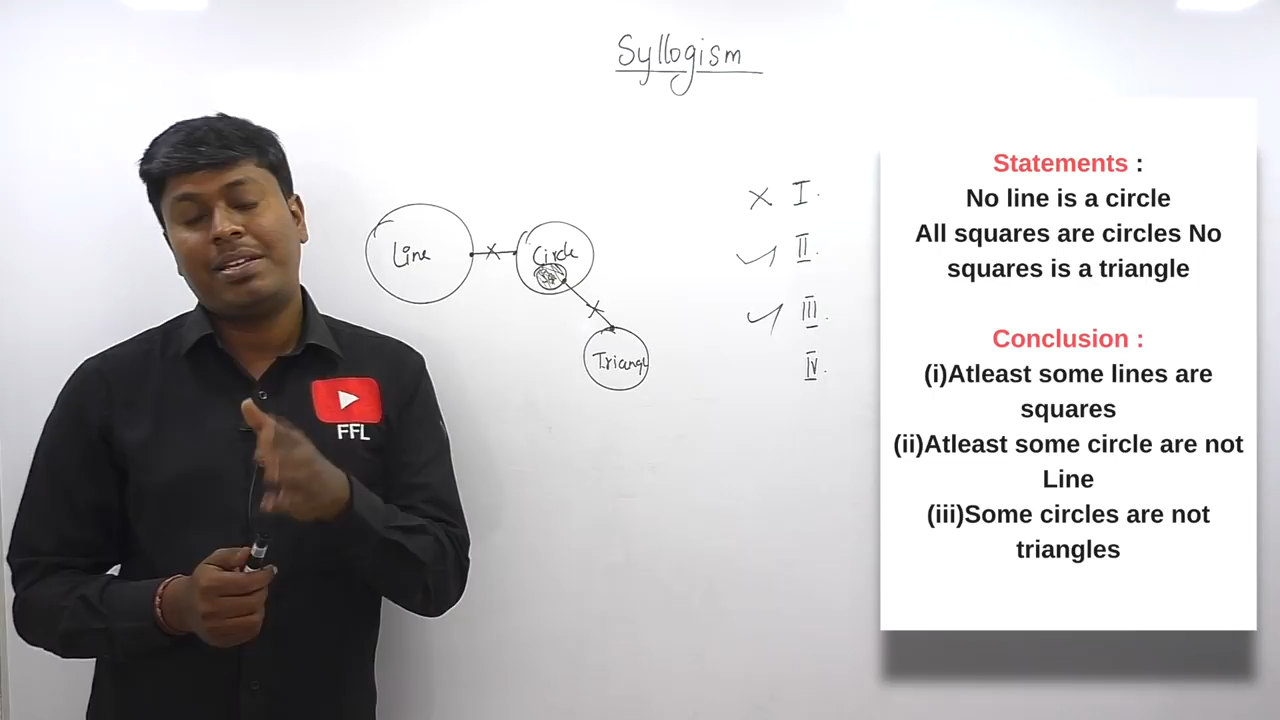 Syllogism
Line
Circle
Sq
Triangl
X I.
✓ II.
✓ III.
IV.
FFL
Statements :
No line is a circle
All squares are circles No
squares is a triangle
Conclusion :
(i)Atleast some lines are
squares
(ii)Atleast some circle are not
Line
(iii)Some circles are not
triangles